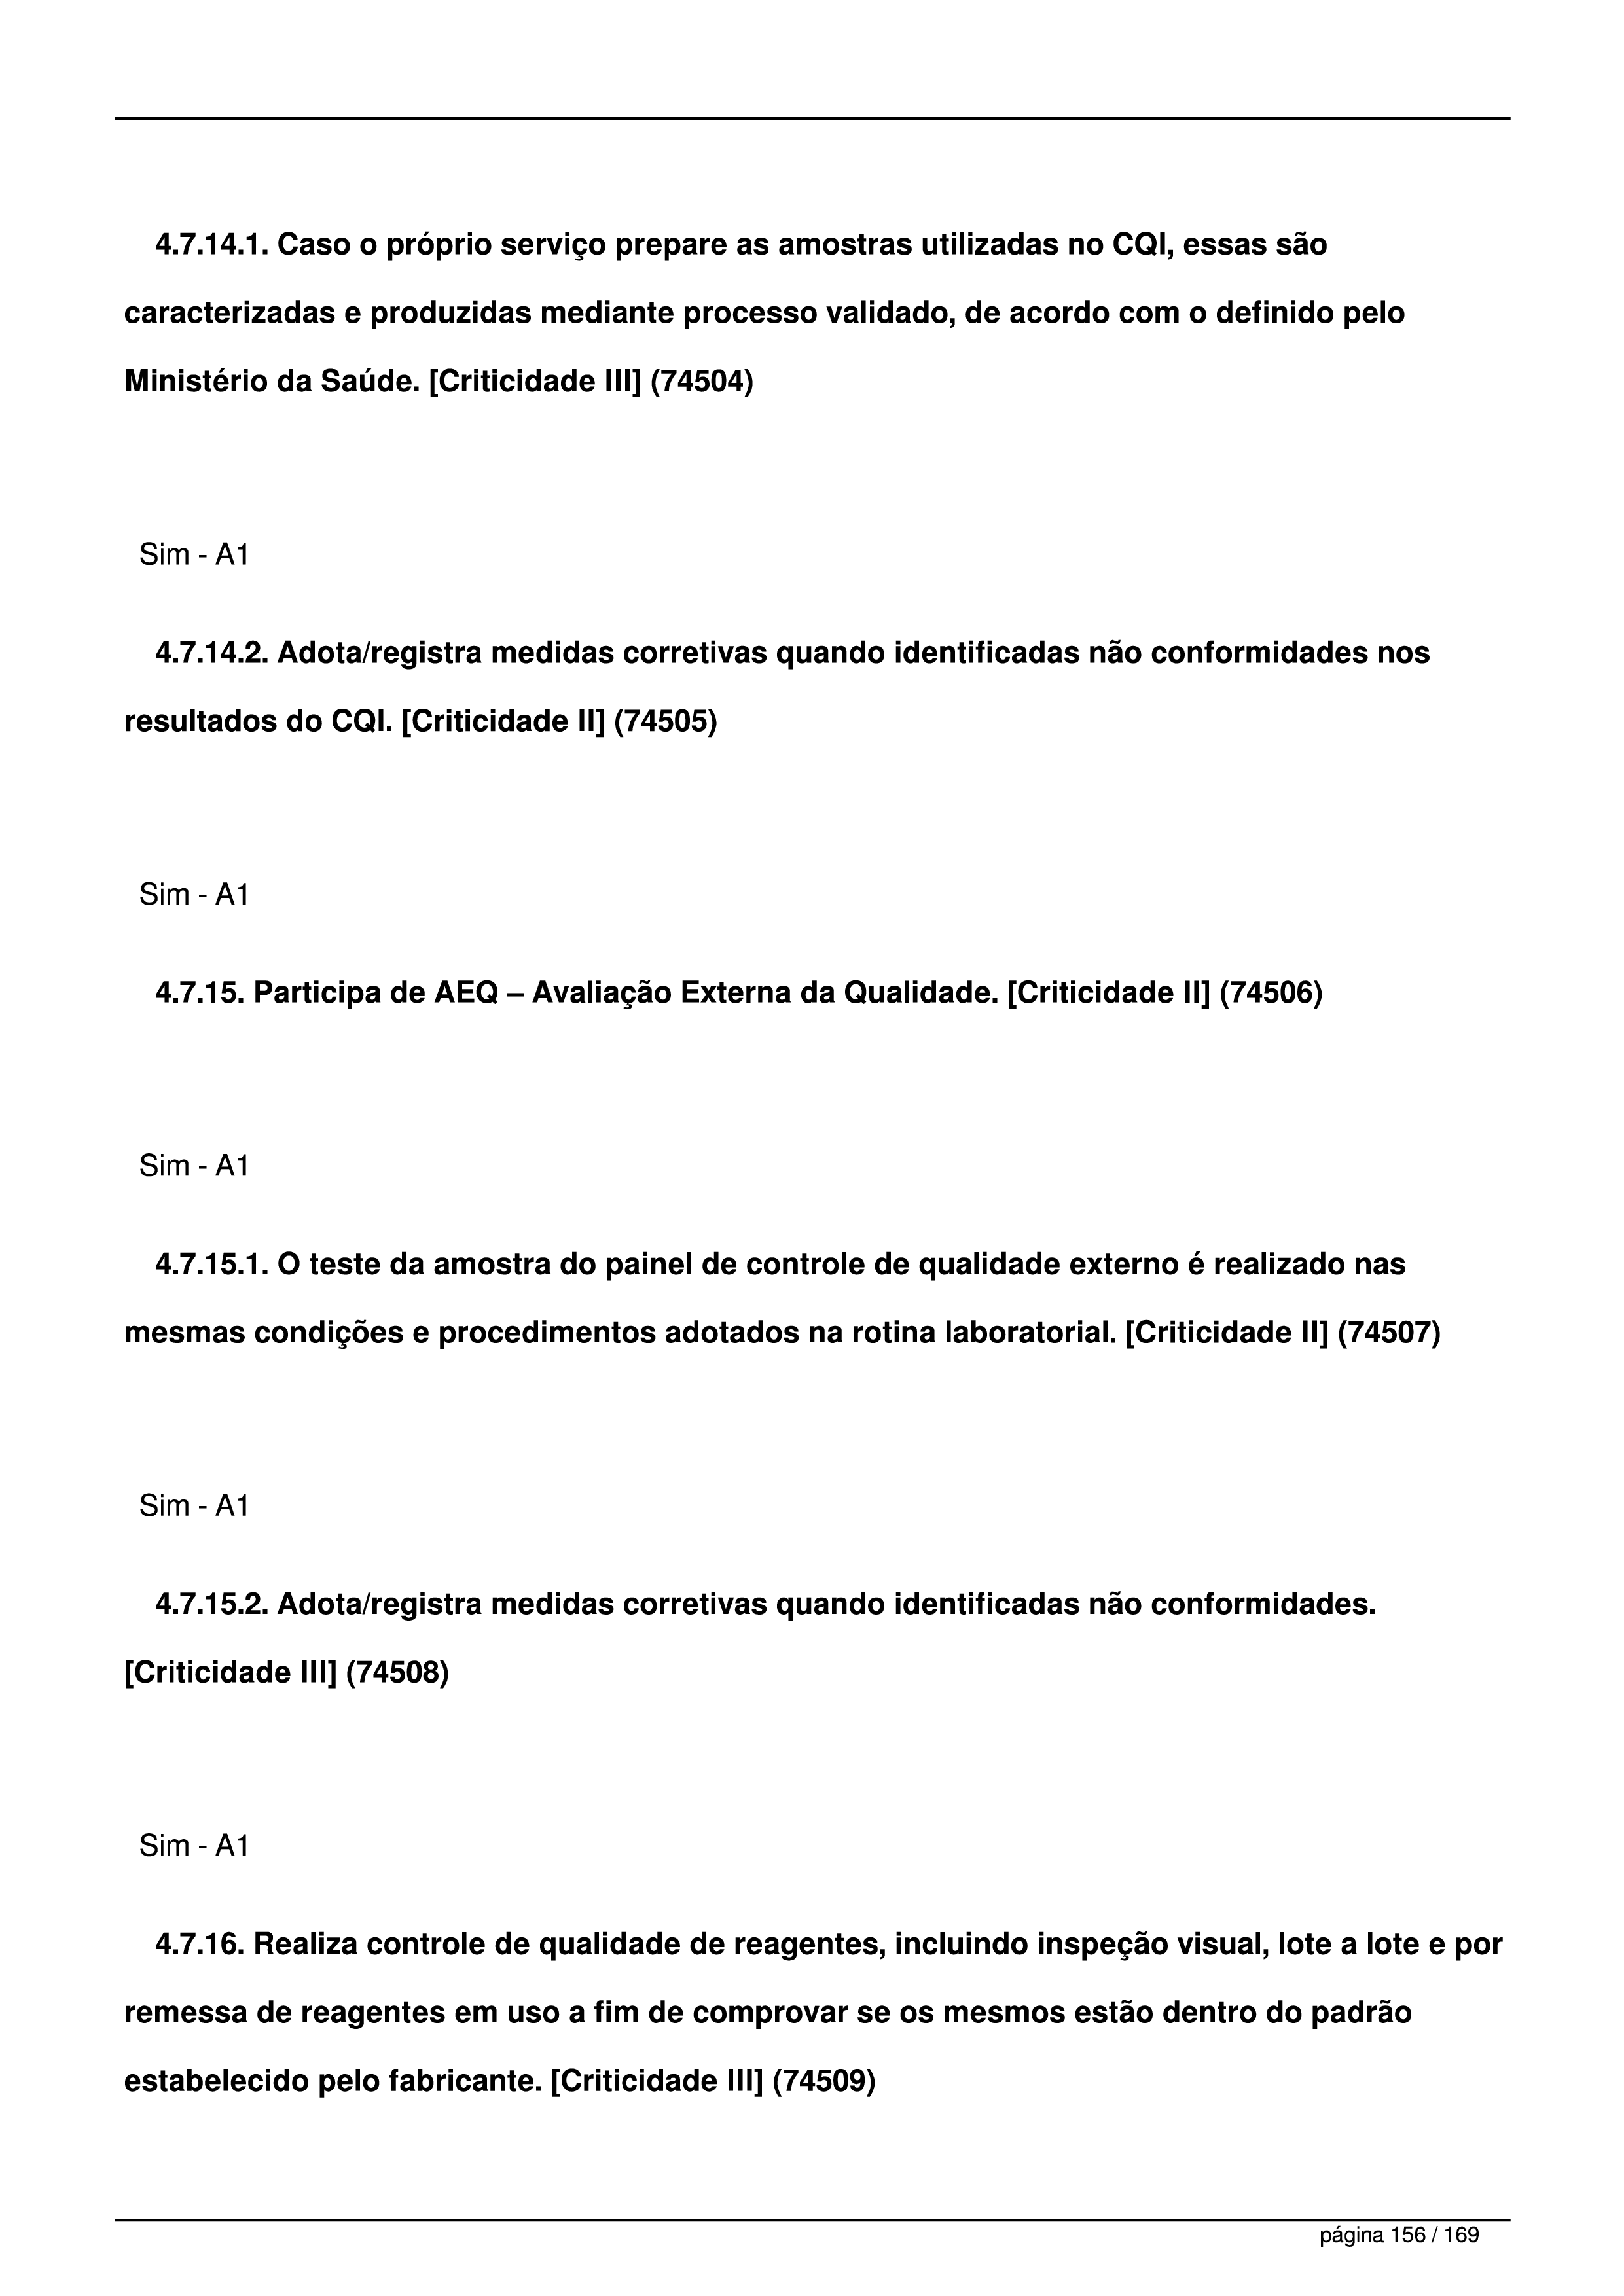 4.7.14.1. Caso o próprio serviço prepare as amostras utilizadas no CQI, essas são
caracterizadas e produzidas mediante processo validado, de acordo com o definido pelo
Ministério da Saúde. [Criticidade III] (74504)
Sim - A1
4.7.14.2. Adota/registra medidas corretivas quando identificadas não conformidades nos
resultados do CQI. [Criticidade II] (74505)
Sim - A1
4.7.15. Participa de AEQ – Avaliação Externa da Qualidade. [Criticidade II] (74506)
Sim - A1
4.7.15.1. O teste da amostra do painel de controle de qualidade externo é realizado nas
mesmas condições e procedimentos adotados na rotina laboratorial. [Criticidade II] (74507)
Sim - A1
4.7.15.2. Adota/registra medidas corretivas quando identificadas não conformidades.
[Criticidade III] (74508)
Sim - A1
4.7.16. Realiza controle de qualidade de reagentes, incluindo inspeção visual, lote a lote e por
remessa de reagentes em uso a fim de comprovar se os mesmos estão dentro do padrão
estabelecido pelo fabricante. [Criticidade III] (74509)
página 156 / 169